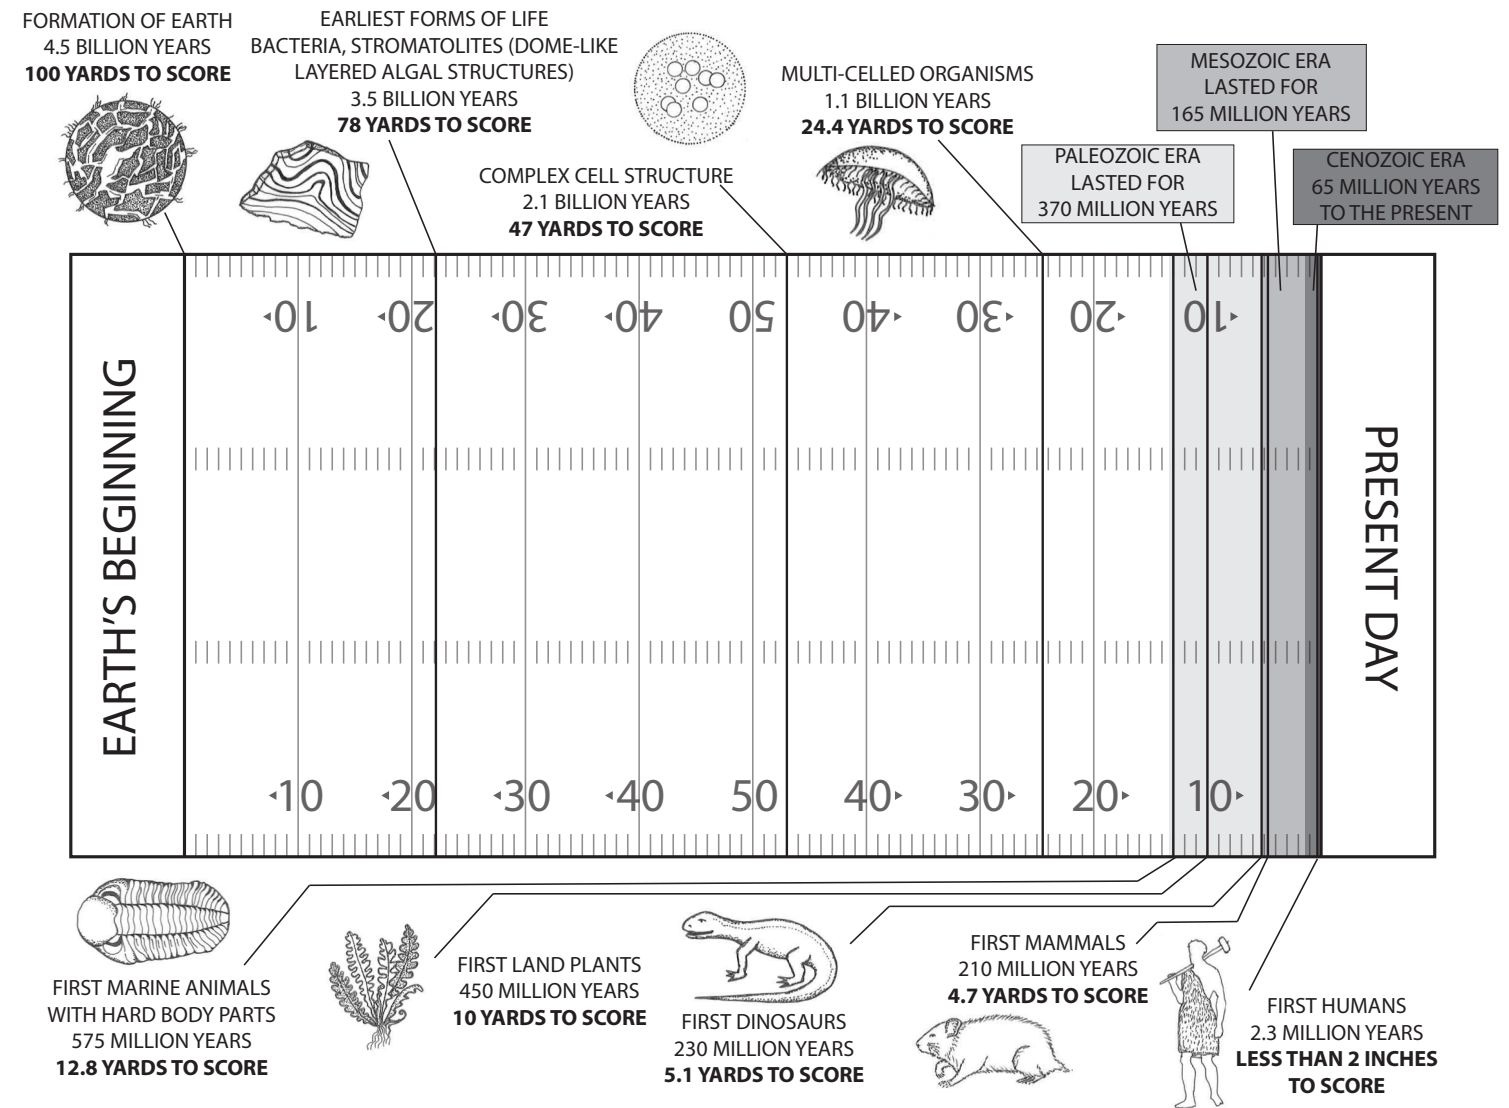 FORMATION OF EARTH
4.5 BILLION YEARS
100 YARDS TO SCORE
EARLIEST FORMS OF LIFE
BACTERIA, STROMATOLITES (DOME-LIKE
LAYERED ALGAL STRUCTURES)
3.5 BILLION YEARS
78 YARDS TO SCORE
COMPLEX CELL STRUCTURE
2.1 BILLION YEARS
47 YARDS TO SCORE
MULTI-CELLED ORGANISMS
1.1 BILLION YEARS
24.4 YARDS TO SCORE
PALEOZOIC ERA
LASTED FOR
370 MILLION YEARS
MESOZOIC ERA
LASTED FOR
165 MILLION YEARS
CENOZOIC ERA
65 MILLION YEARS
TO THE PRESENT
10 20 30 40 50 40 30 20 10
EARTH'S BEGINNING
PRESENT DAY
10 20 30 40 50 40 30 20 10
FIRST MARINE ANIMALS
WITH HARD BODY PARTS
575 MILLION YEARS
12.8 YARDS TO SCORE
FIRST LAND PLANTS
450 MILLION YEARS
10 YARDS TO SCORE
FIRST DINOSAURS
230 MILLION YEARS
5.1 YARDS TO SCORE
FIRST MAMMALS
210 MILLION YEARS
4.7 YARDS TO SCORE
FIRST HUMANS
2.3 MILLION YEARS
LESS THAN 2 INCHES
TO SCORE